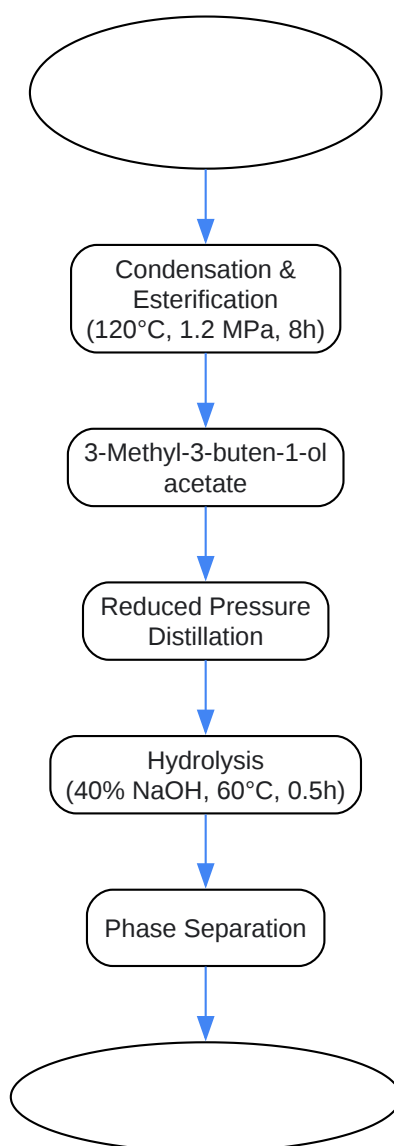 Condensation &
Esterification
(120°C, 1.2 MPa, 8h)
3-Methyl-3-buten-1-ol
acetate
Reduced Pressure
Distillation
Hydrolysis
(40% NaOH, 60°C, 0.5h)
Phase Separation